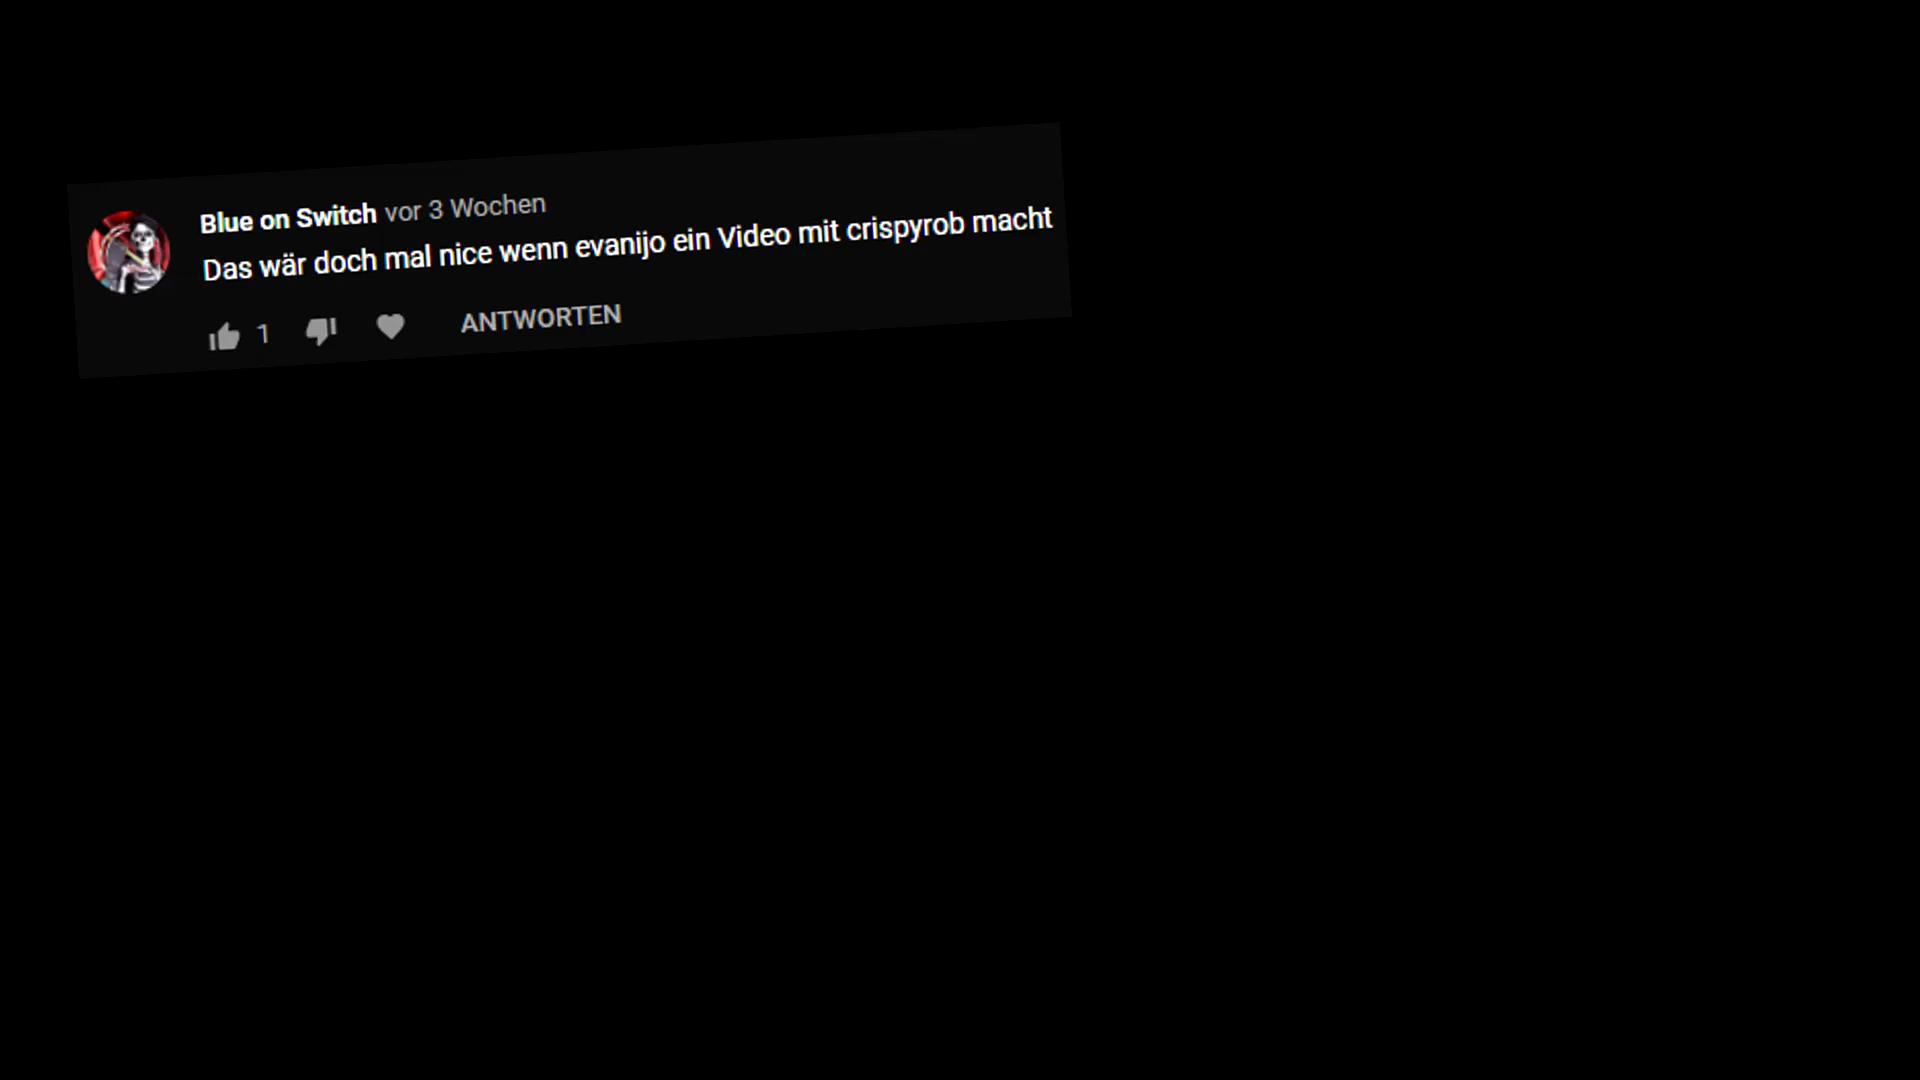 Blue on Switch vor 3 Wochen
Das wär doch mal nice wenn evanijo ein Video mit crispyrob macht
1 ANTWORTEN